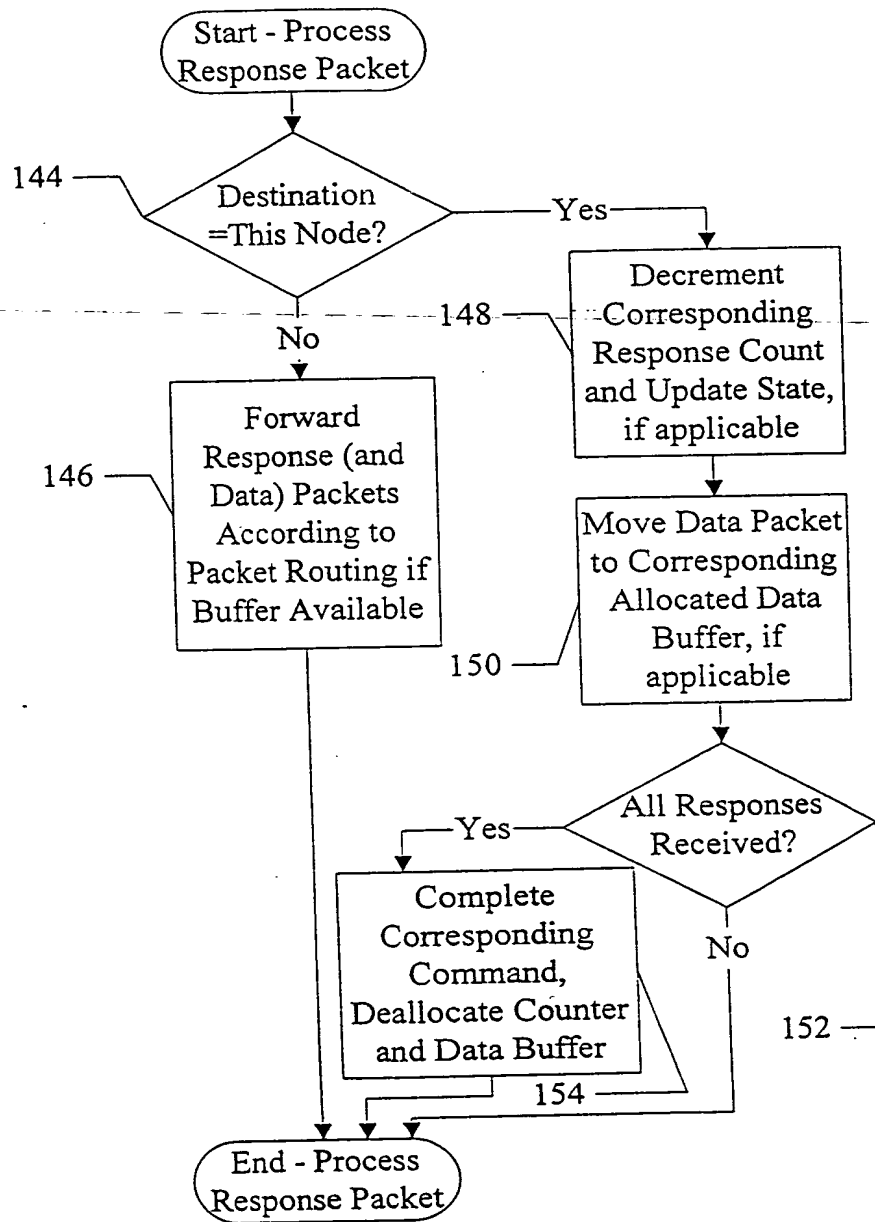 Start - Process
Response Packet
144
Destination
=This Node?
Yes
No
Decrement
Corresponding
Response Count
and Update State,
if applicable
148
Forward
Response (and
Data) Packets
According to
Packet Routing if
Buffer Available
146
Move Data Packet
to Corresponding
Allocated Data
Buffer, if
applicable
150
All Responses
Received?
Yes
No
152
Complete
Corresponding
Command,
Deallocate Counter
and Data Buffer
154
End - Process
Response Packet